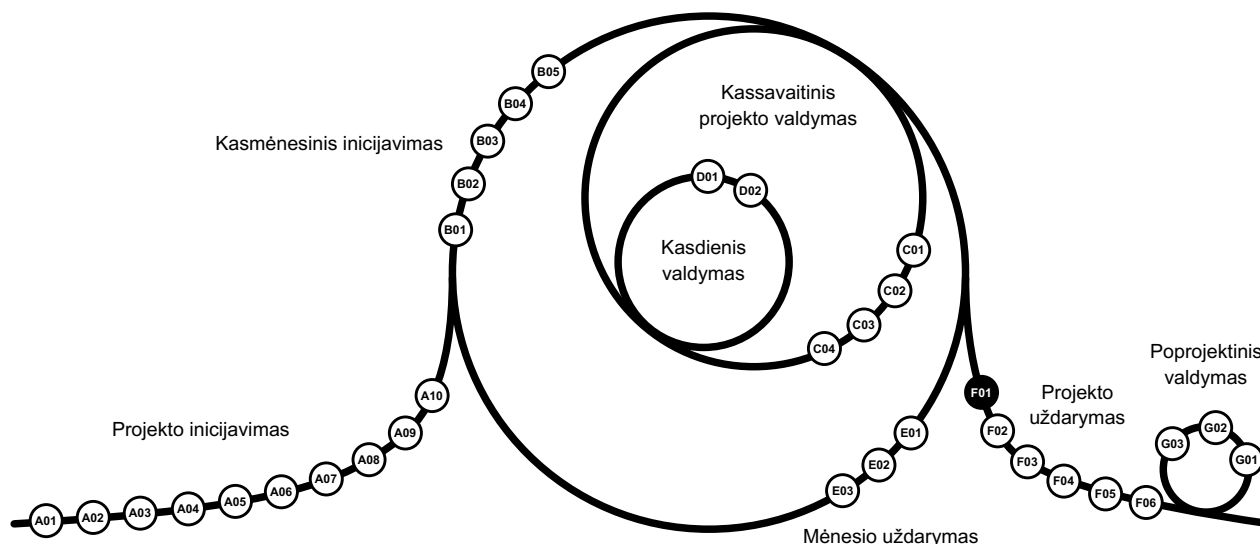 Projekto inicijavimas
A01
A02
A03
A04
A05
A06
A07
A08
A09
A10
Kasmėnesinis inicijavimas
B01
B02
B03
B04
B05
Kassavaitinis
projekto valdymas
C01
C02
C03
C04
Kasdienis
valdymas
D01
D02
Mėnesio uždarymas
E01
E02
E03
Projekto
uždarymas
F01
F02
F03
F04
F05
F06
Poprojektinis
valdymas
G01
G02
G03